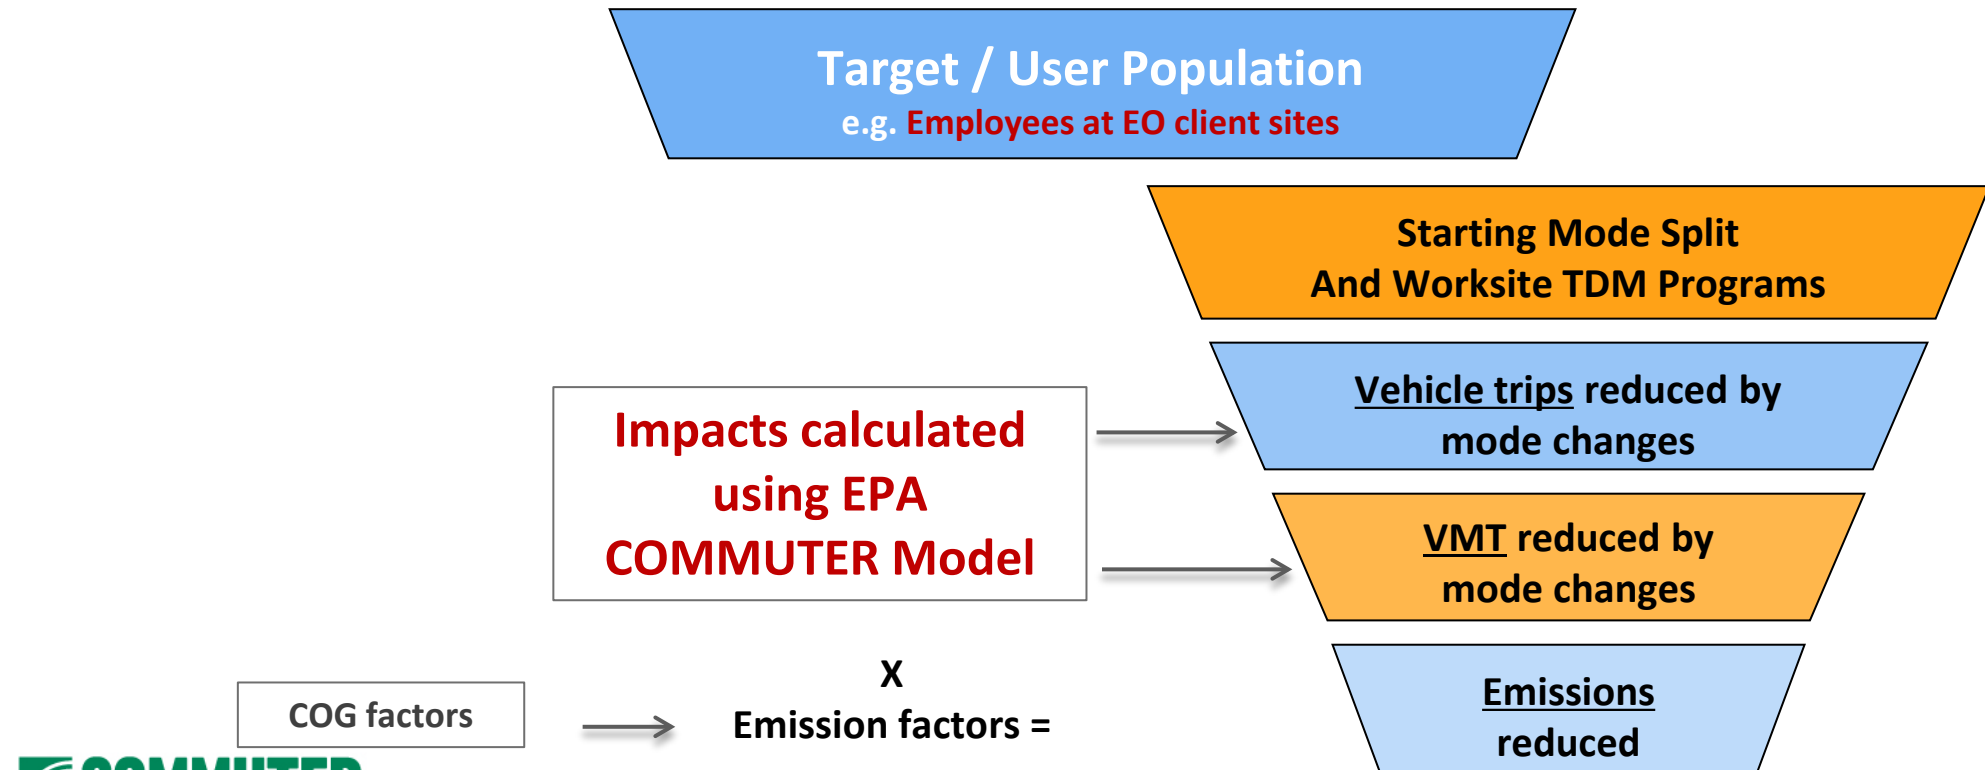 Target / User Population
e.g. Employees at EO client sites
Starting Mode Split
And Worksite TDM Programs
Vehicle trips reduced by
mode changes
Impacts calculated
using EPA
COMMUTER Model
VMT reduced by
mode changes
X
Emission factors =
COG factors
Emissions
reduced
COMMUTER